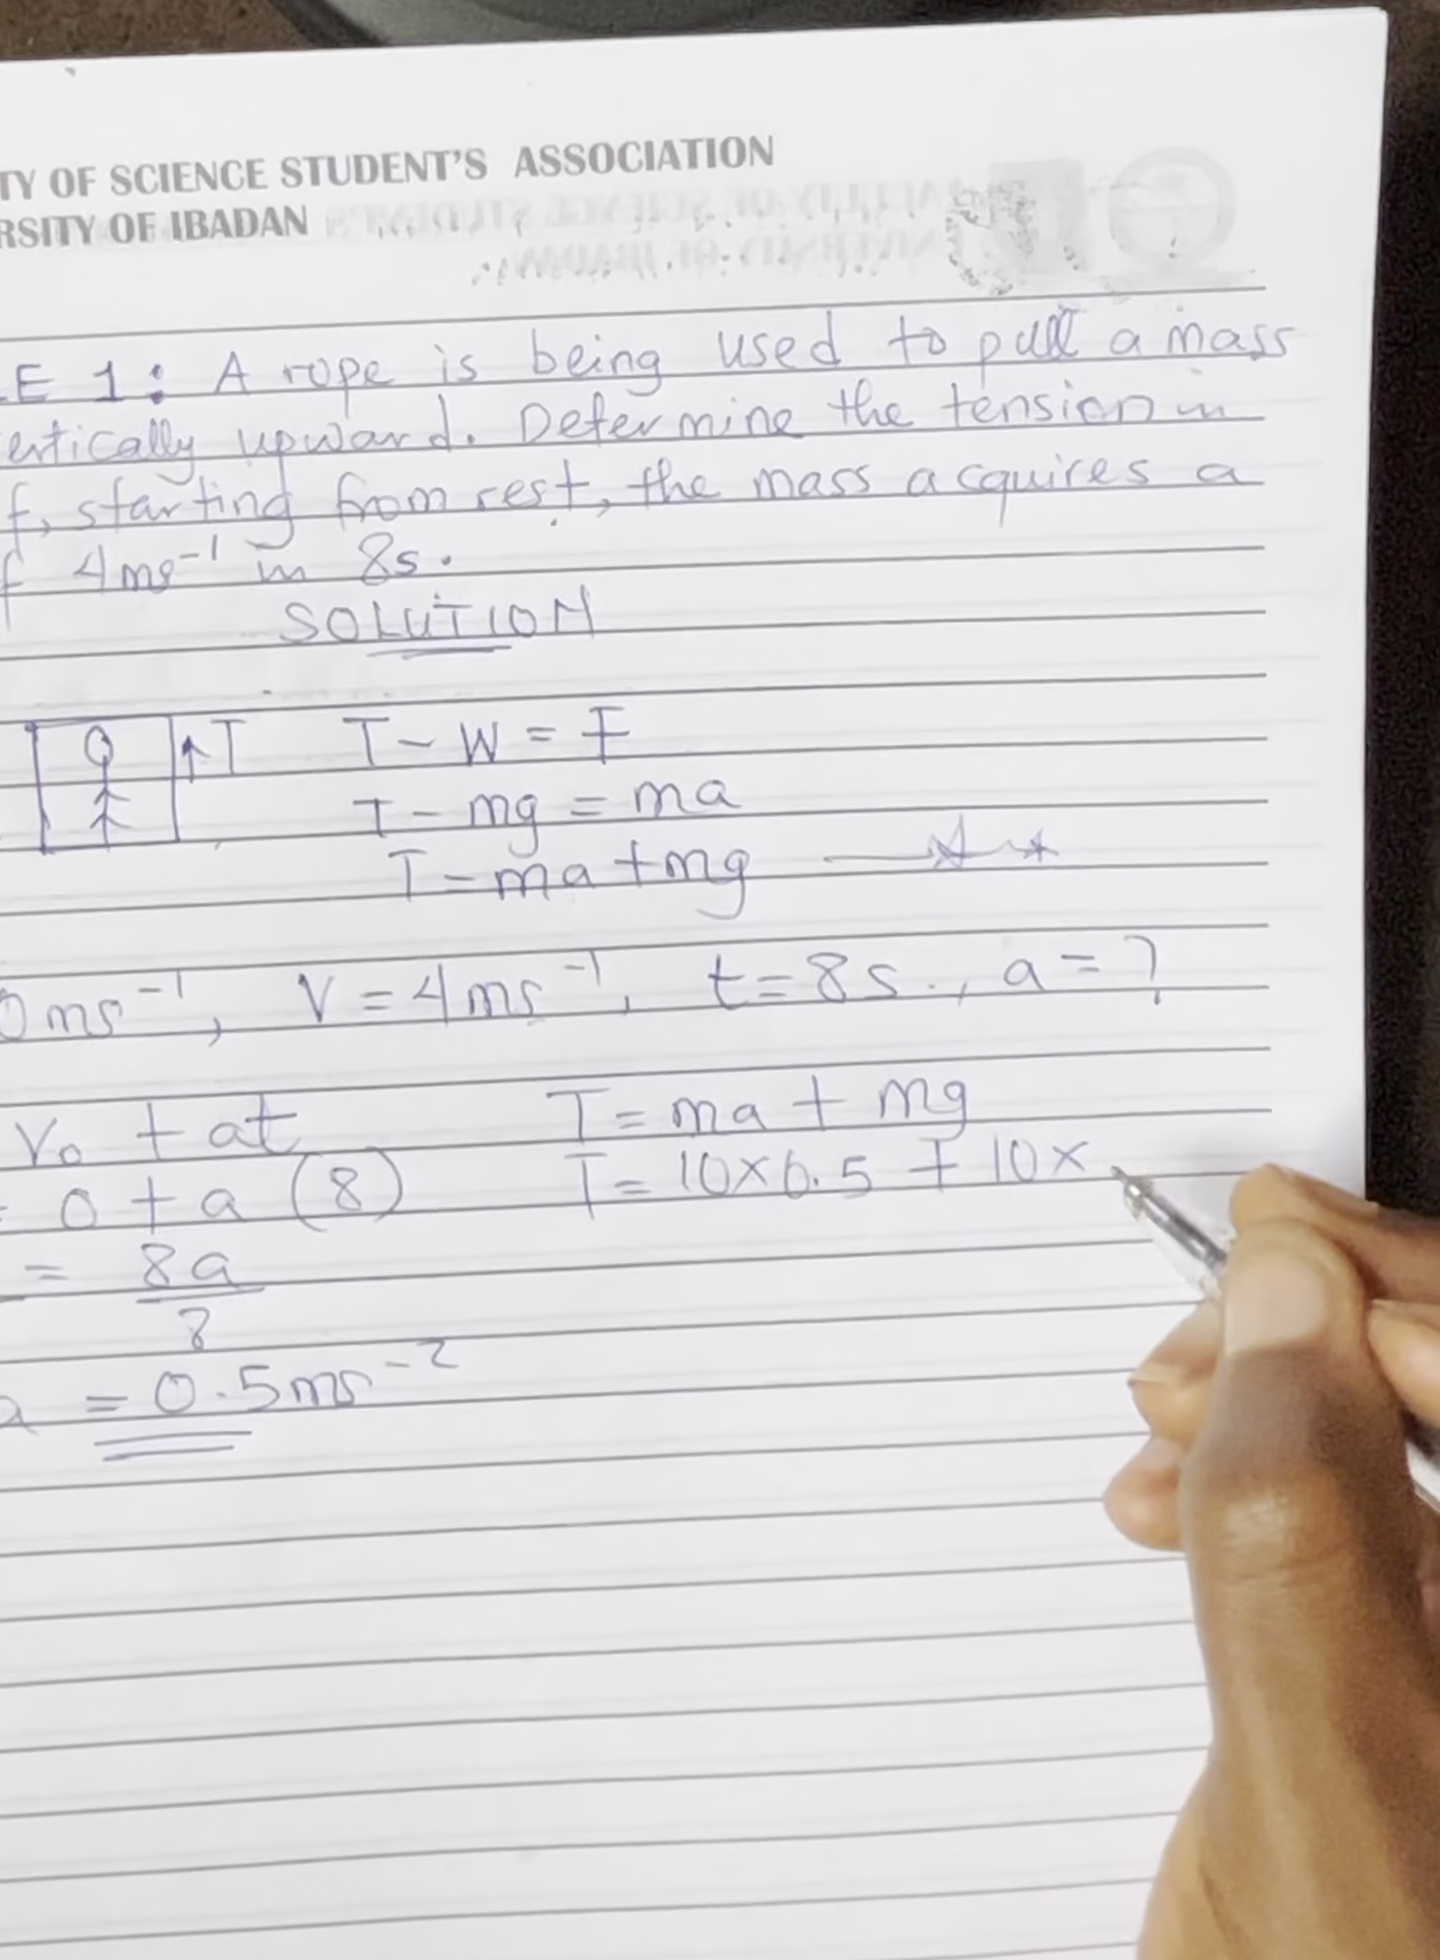 TY OF SCIENCE STUDENT'S ASSOCIATION
RSITY OF IBADAN
LE 1: A rope is being used to pull a mass
ertically upward. Determine the tension in
f, starting from rest, the mass acquires a
f 4ms⁻¹ in 8s.
SOLUTION
↑T T - W = F
T - mg = ma
T = ma + mg
0ms⁻¹, V = 4ms⁻¹, t = 8s., a = ?
V₀ + at
= 0 + a (8)
= 8a
8
a = 0.5ms⁻²
T = ma + mg
T = 10×0.5 + 10×